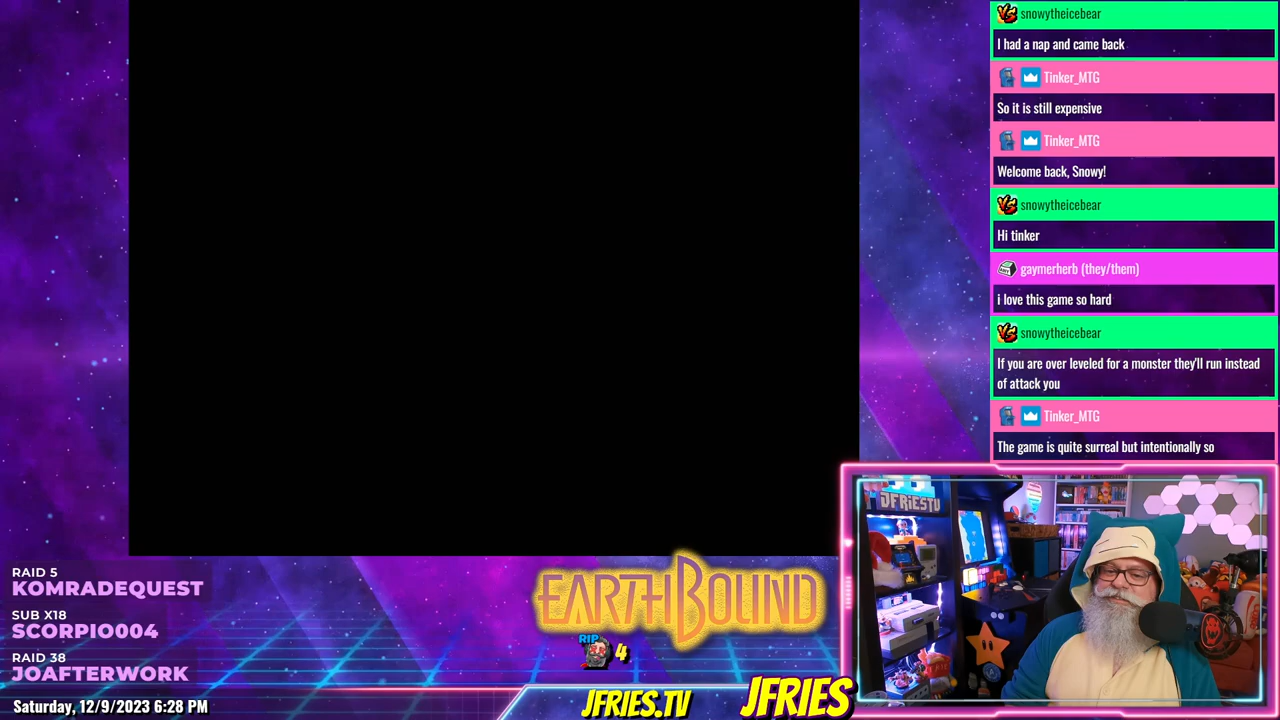 snowytheicebear
I had a nap and came back
Tinker_MTG
So it is still expensive
Tinker_MTG
Welcome back, Snowy!
snowytheicebear
Hi tinker
gaymerherb (they/them)
i love this game so hard
snowytheicebear
If you are over leveled for a monster they'll run instead
of attack you
Tinker_MTG
The game is quite surreal but intentionally so
JFRIESTV
RAID 5
KOMRADEQUEST
SUB X18
SCORPIO004
RAID 38
JOAFTERWORK
Saturday, 12/9/2023 6:28 PM
EARTHBOUND
RIP
4
JFRIES.TV
JFRIES